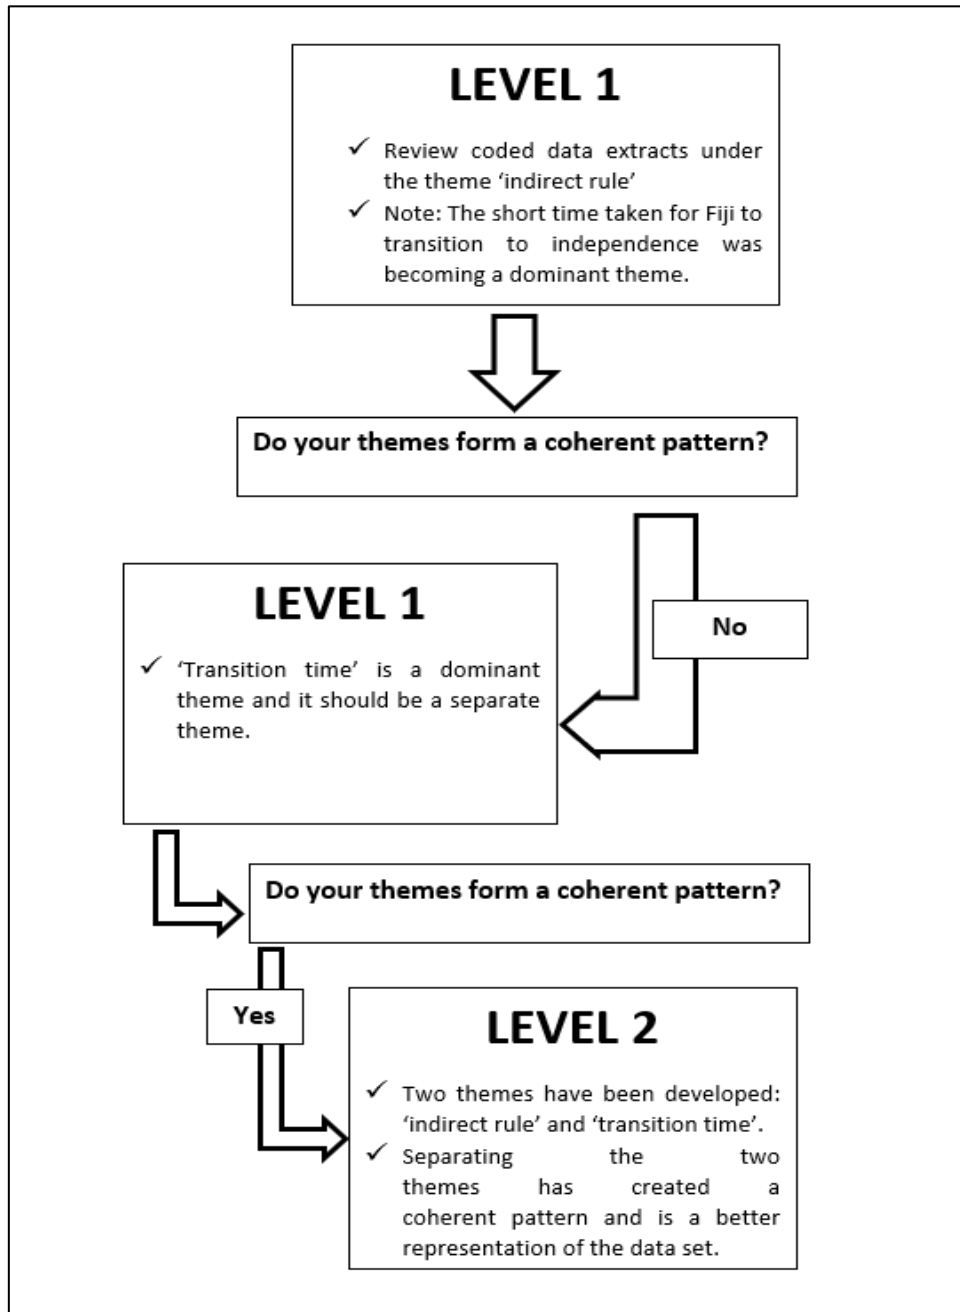 LEVEL 1
✓ Review coded data extracts under
the theme ‘indirect rule’
✓ Note: The short time taken for Fiji to
transition to independence was
becoming a dominant theme.
Do your themes form a coherent pattern?
No
LEVEL 1
✓ ‘Transition time’ is a dominant
theme and it should be a separate
theme.
Do your themes form a coherent pattern?
Yes
LEVEL 2
✓ Two themes have been developed:
‘indirect rule’ and ‘transition time’.
✓ Separating the two
themes has created a
coherent pattern and is a better
representation of the data set.